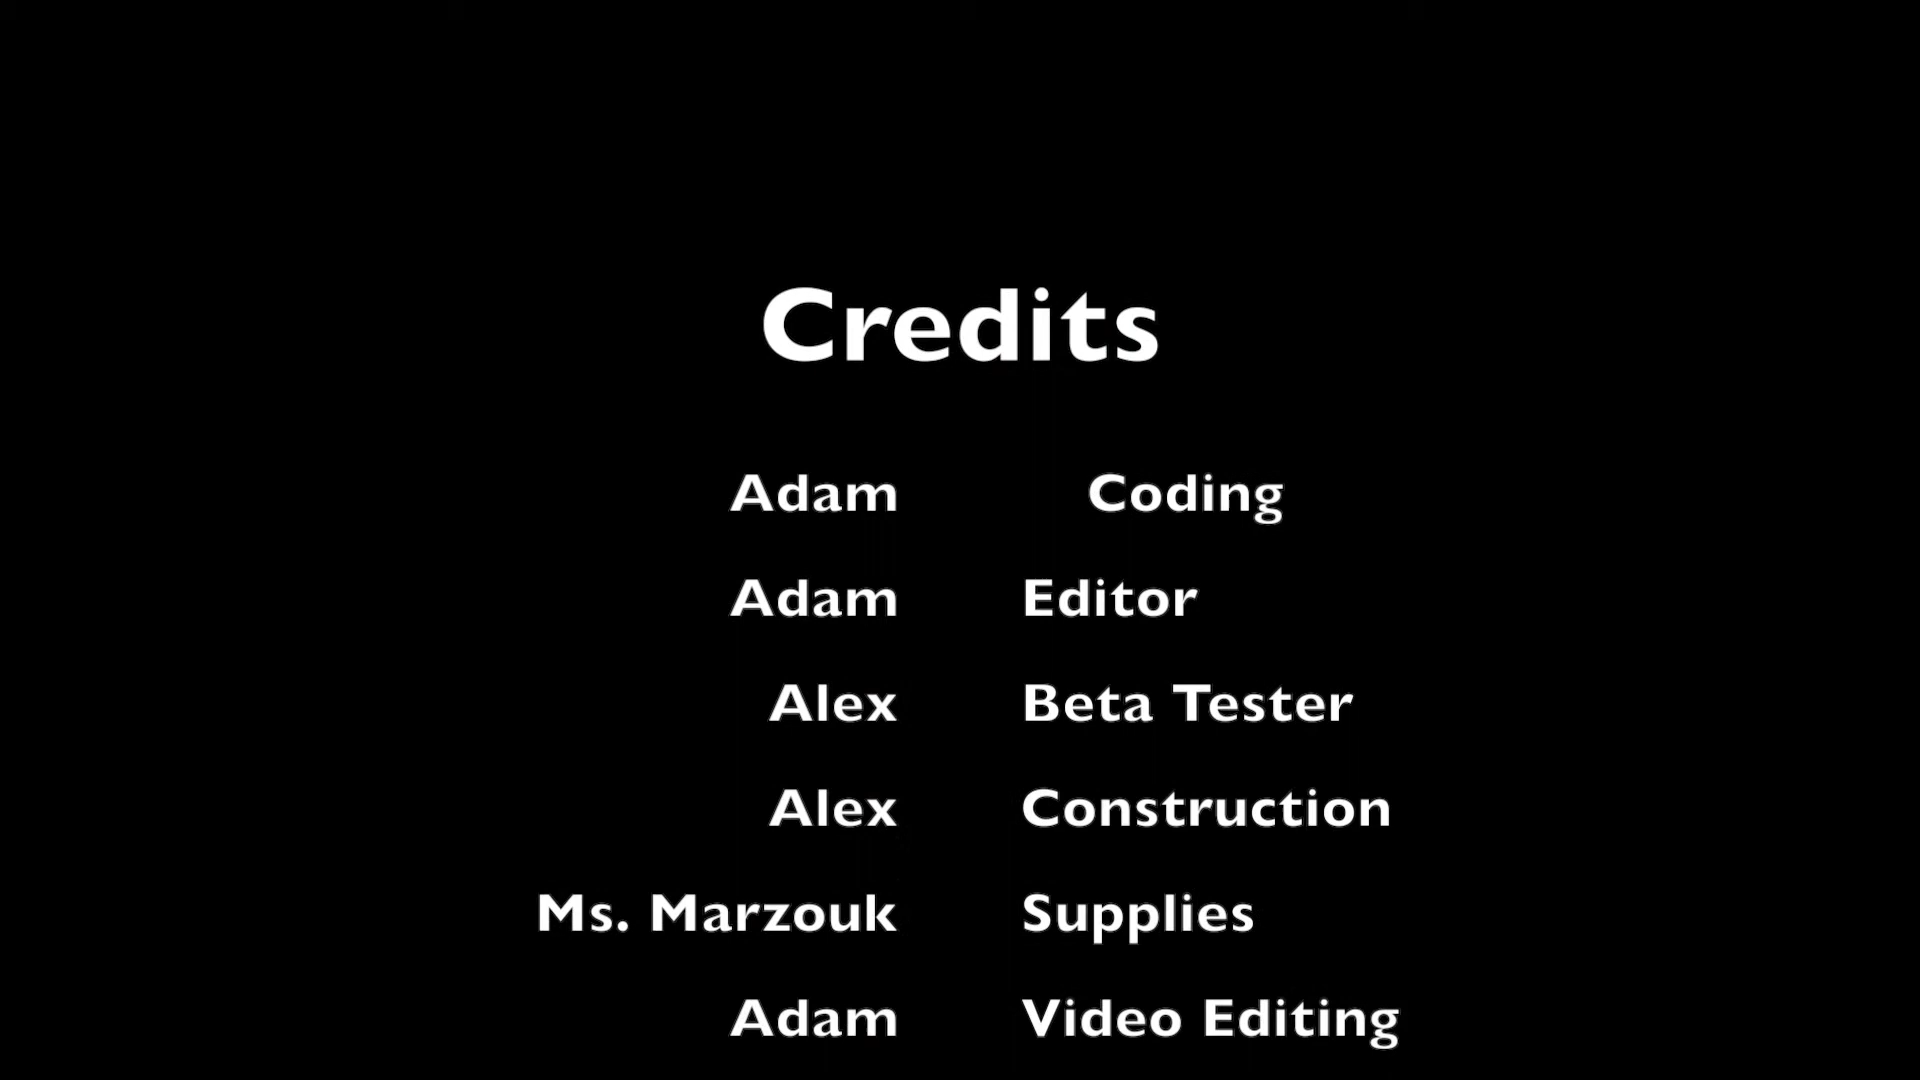 Credits
Adam Coding
Adam Editor
Alex Beta Tester
Alex Construction
Ms. Marzouk Supplies
Adam Video Editing